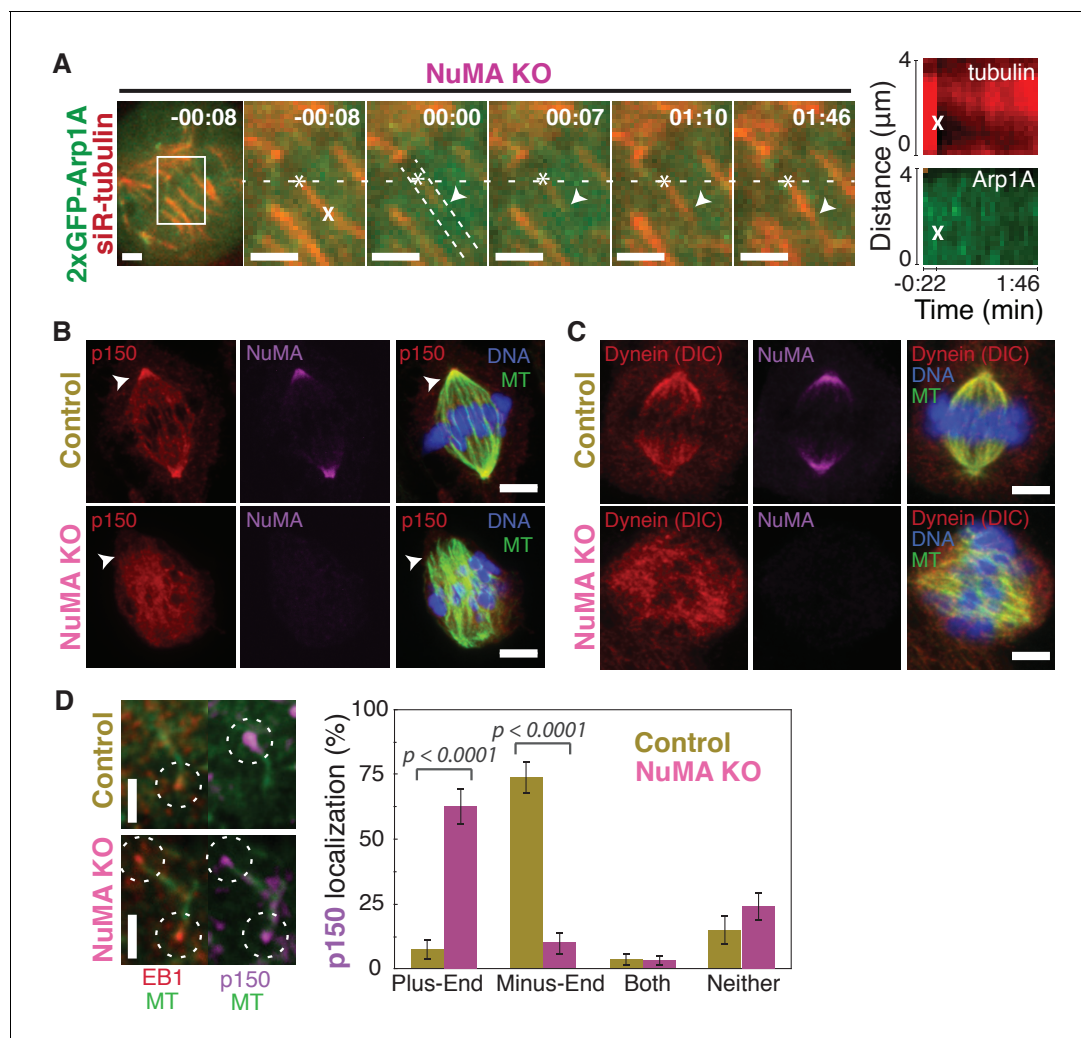 A
NuMA KO
2xGFP-Arp1A
siR-tubulin
-00:08
-00:08
00:00
00:07
01:10
01:46
*
x
*
*
*
*
Distance (µm)
4
0
tubulin
x
4
0
Arp1A
x
-0:22
1:46
Time (min)
B
Control
p150
NuMA
p150
DNA
MT
NuMA KO
p150
NuMA
p150
DNA
MT
C
Control
Dynein (DIC)
NuMA
Dynein (DIC)
DNA
MT
NuMA KO
Dynein (DIC)
NuMA
Dynein (DIC)
DNA
MT
D
Control
NuMA KO
EB1
MT
p150
MT
p150 localization (%)
100
75
50
25
0
p < 0.0001
p < 0.0001
Control
NuMA KO
Plus-End
Minus-End
Both
Neither